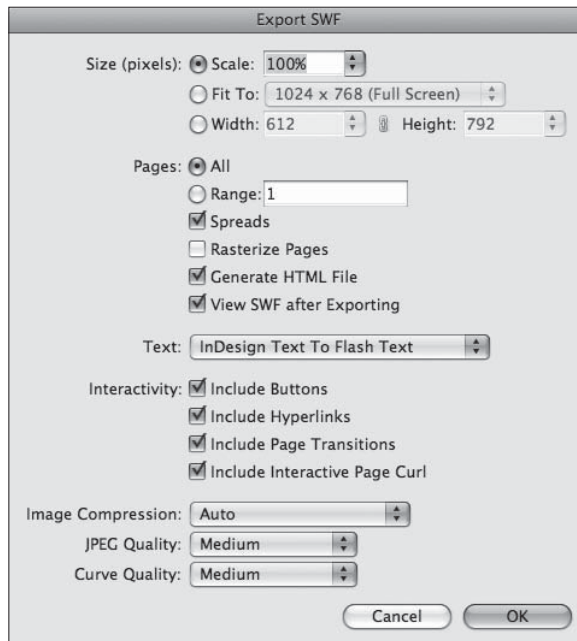 Export SWF
Size (pixels): Scale: 100%
Fit To: 1024 x 768 (Full Screen)
Width: 612 Height: 792
Pages: All
Range: 1
Spreads
Rasterize Pages
Generate HTML File
View SWF after Exporting
Text: InDesign Text To Flash Text
Interactivity: Include Buttons
Include Hyperlinks
Include Page Transitions
Include Interactive Page Curl
Image Compression: Auto
JPEG Quality: Medium
Curve Quality: Medium
Cancel OK